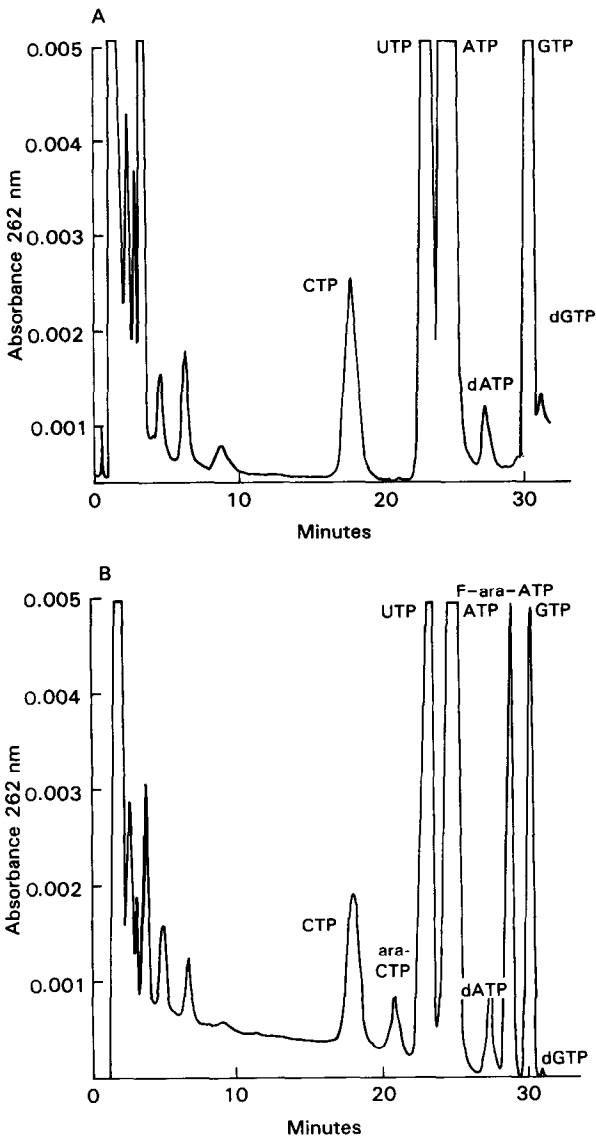 A
UTP ATP GTP
0.005
0.004
0.003
CTP
dGTP
0.002
dATP
0.001
Absorbance 262 nm
0 10 20 30
Minutes
B
F-ara-ATP
0.005
UTP ATP GTP
0.004
0.003
0.002
CTP
ara-
CTP
0.001
dATP
dGTP
Absorbance 262 nm
0 10 20 30
Minutes